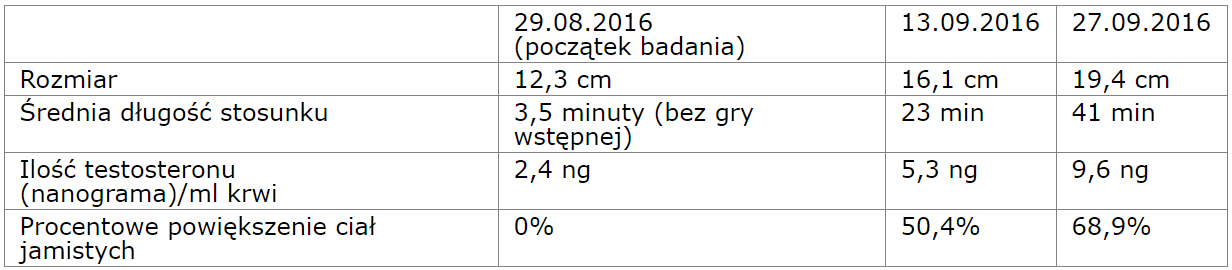 29.08.2016 13.09.2016 27.09.2016
(początek badania)
Rozmiar 12,3 cm 16,1 cm 19,4 cm
Średnia długość stosunku 3,5 minuty (bez gry 23 min 41 min
wstępnej)
Ilość testosteronu 2,4 ng 5,3 ng 9,6 ng
(nanograma)/ml krwi
Procentowe powiększenie ciał 0% 50,4% 68,9%
jamistych